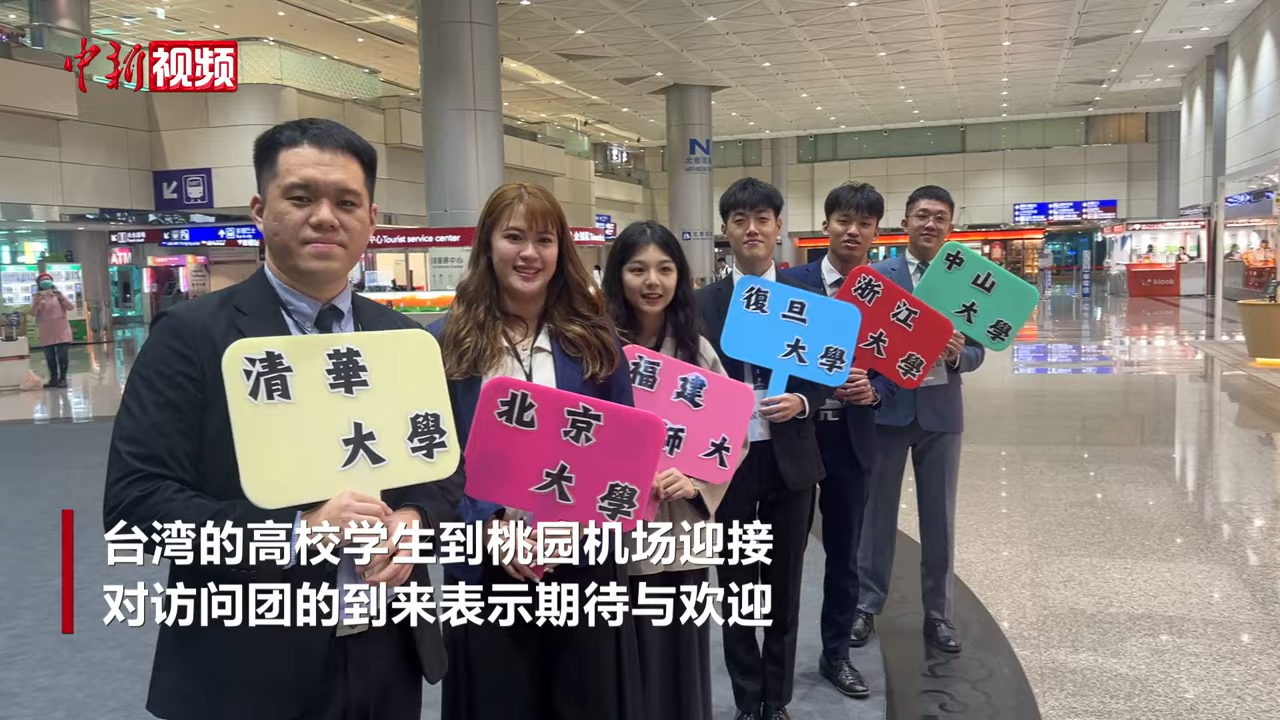 中新视频
N
Tourist service center
ATM
klook
清華
大學
北京
大學
福建
師大
復旦
大學
浙江
大學
中山
大學
台湾的高校学生到桃园机场迎接
对访问团的到来表示期待与欢迎